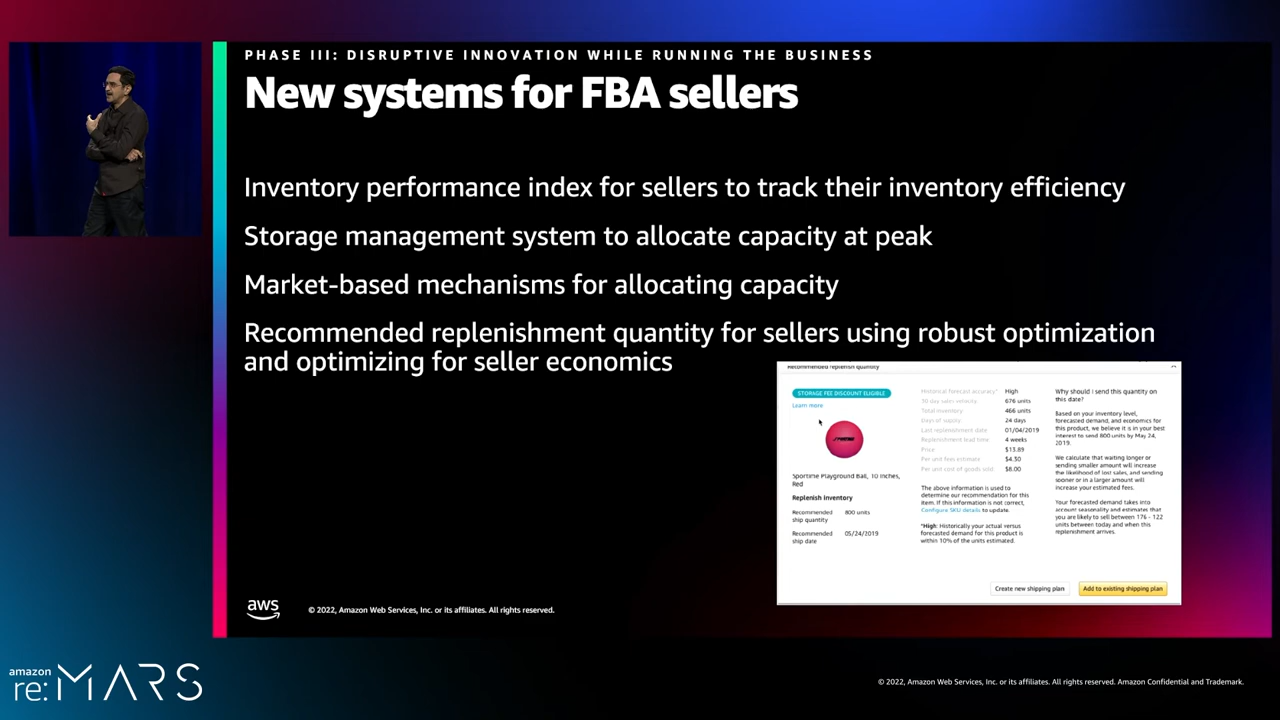 PHASE III: DISRUPTIVE INNOVATION WHILE RUNNING THE BUSINESS
New systems for FBA sellers
Inventory performance index for sellers to track their inventory efficiency
Storage management system to allocate capacity at peak
Market-based mechanisms for allocating capacity
Recommended replenishment quantity for sellers using robust optimization
and optimizing for seller economics
Recommended replenish quantity
STORAGE FEE DISCOUNT ELIGIBLE
Learn more
Sportime Playground Ball, 10 Inches,
Red
Replenish Inventory
Recommended 800 units
ship quantity
Recommended 05/24/2019
ship date
Historical forecast accuracy* High
30 day sales velocity 676 units
Total inventory 466 units
Days of supply 24 days
Last replenishment date 01/04/2019
Replenishment lead time 4 weeks
Price $13.89
Per unit fees estimate $4.30
Per unit cost of goods sold $8.00
The above information is used to
determine our recommendation for this
item. If this information is not correct,
Configure SKU details to update.
*High: Historically your actual versus
forecasted demand for this product is
within 10% of the units estimated.
Why should I send this quantity on
this date?
Based on your inventory level,
forecasted demand, and economics for
this product, we believe it is in your best
interest to send 800 units by May 24,
2019.
We calculate that waiting longer or
sending smaller amount will increase
the likelihood of lost sales, and sending
sooner or in a larger amount will
increase your estimated fees.
Your forecasted demand takes into
account seasonality and estimates that
you are likely to sell between 176 - 122
units between today and when this
replenishment arrives.
Create new shipping plan
Add to existing shipping plan
aws
© 2022, Amazon Web Services, Inc. or its affiliates. All rights reserved.
amazon
re:MARS
© 2022, Amazon Web Services, Inc. or its affiliates. All rights reserved. Amazon Confidential and Trademark.